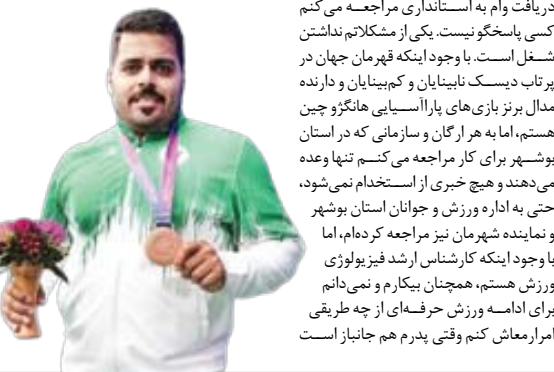 دریافت وام به استانداری مراجعه می‌کنم
کسی پاسخگو نیست. یکی از مشکلاتم نداشتن
شغل است. با وجود اینکه قهرمان جهان در
پرتاب دیسک نابینایان و کم‌بینایان و دارنده
مدال برنز بازی‌های پاراآسیایی هانگژو چین
هستم، اما به هر ارگان و سازمانی که در استان
بوشهر برای کار مراجعه می‌کنم تنها وعده
می‌دهند و هیچ خبری از استخدام نمی‌شود،
حتی به اداره ورزش و جوانان استان بوشهر
و نماینده شهرمان نیز مراجعه کرده‌ام، اما
با وجود اینکه کارشناس ارشد فیزیولوژی
ورزش هستم، همچنان بیکارم و نمی‌دانم
برای ادامه ورزش حرفه‌ای از چه طریقی
امرارمعاش کنم وقتی پدرم هم جانباز است